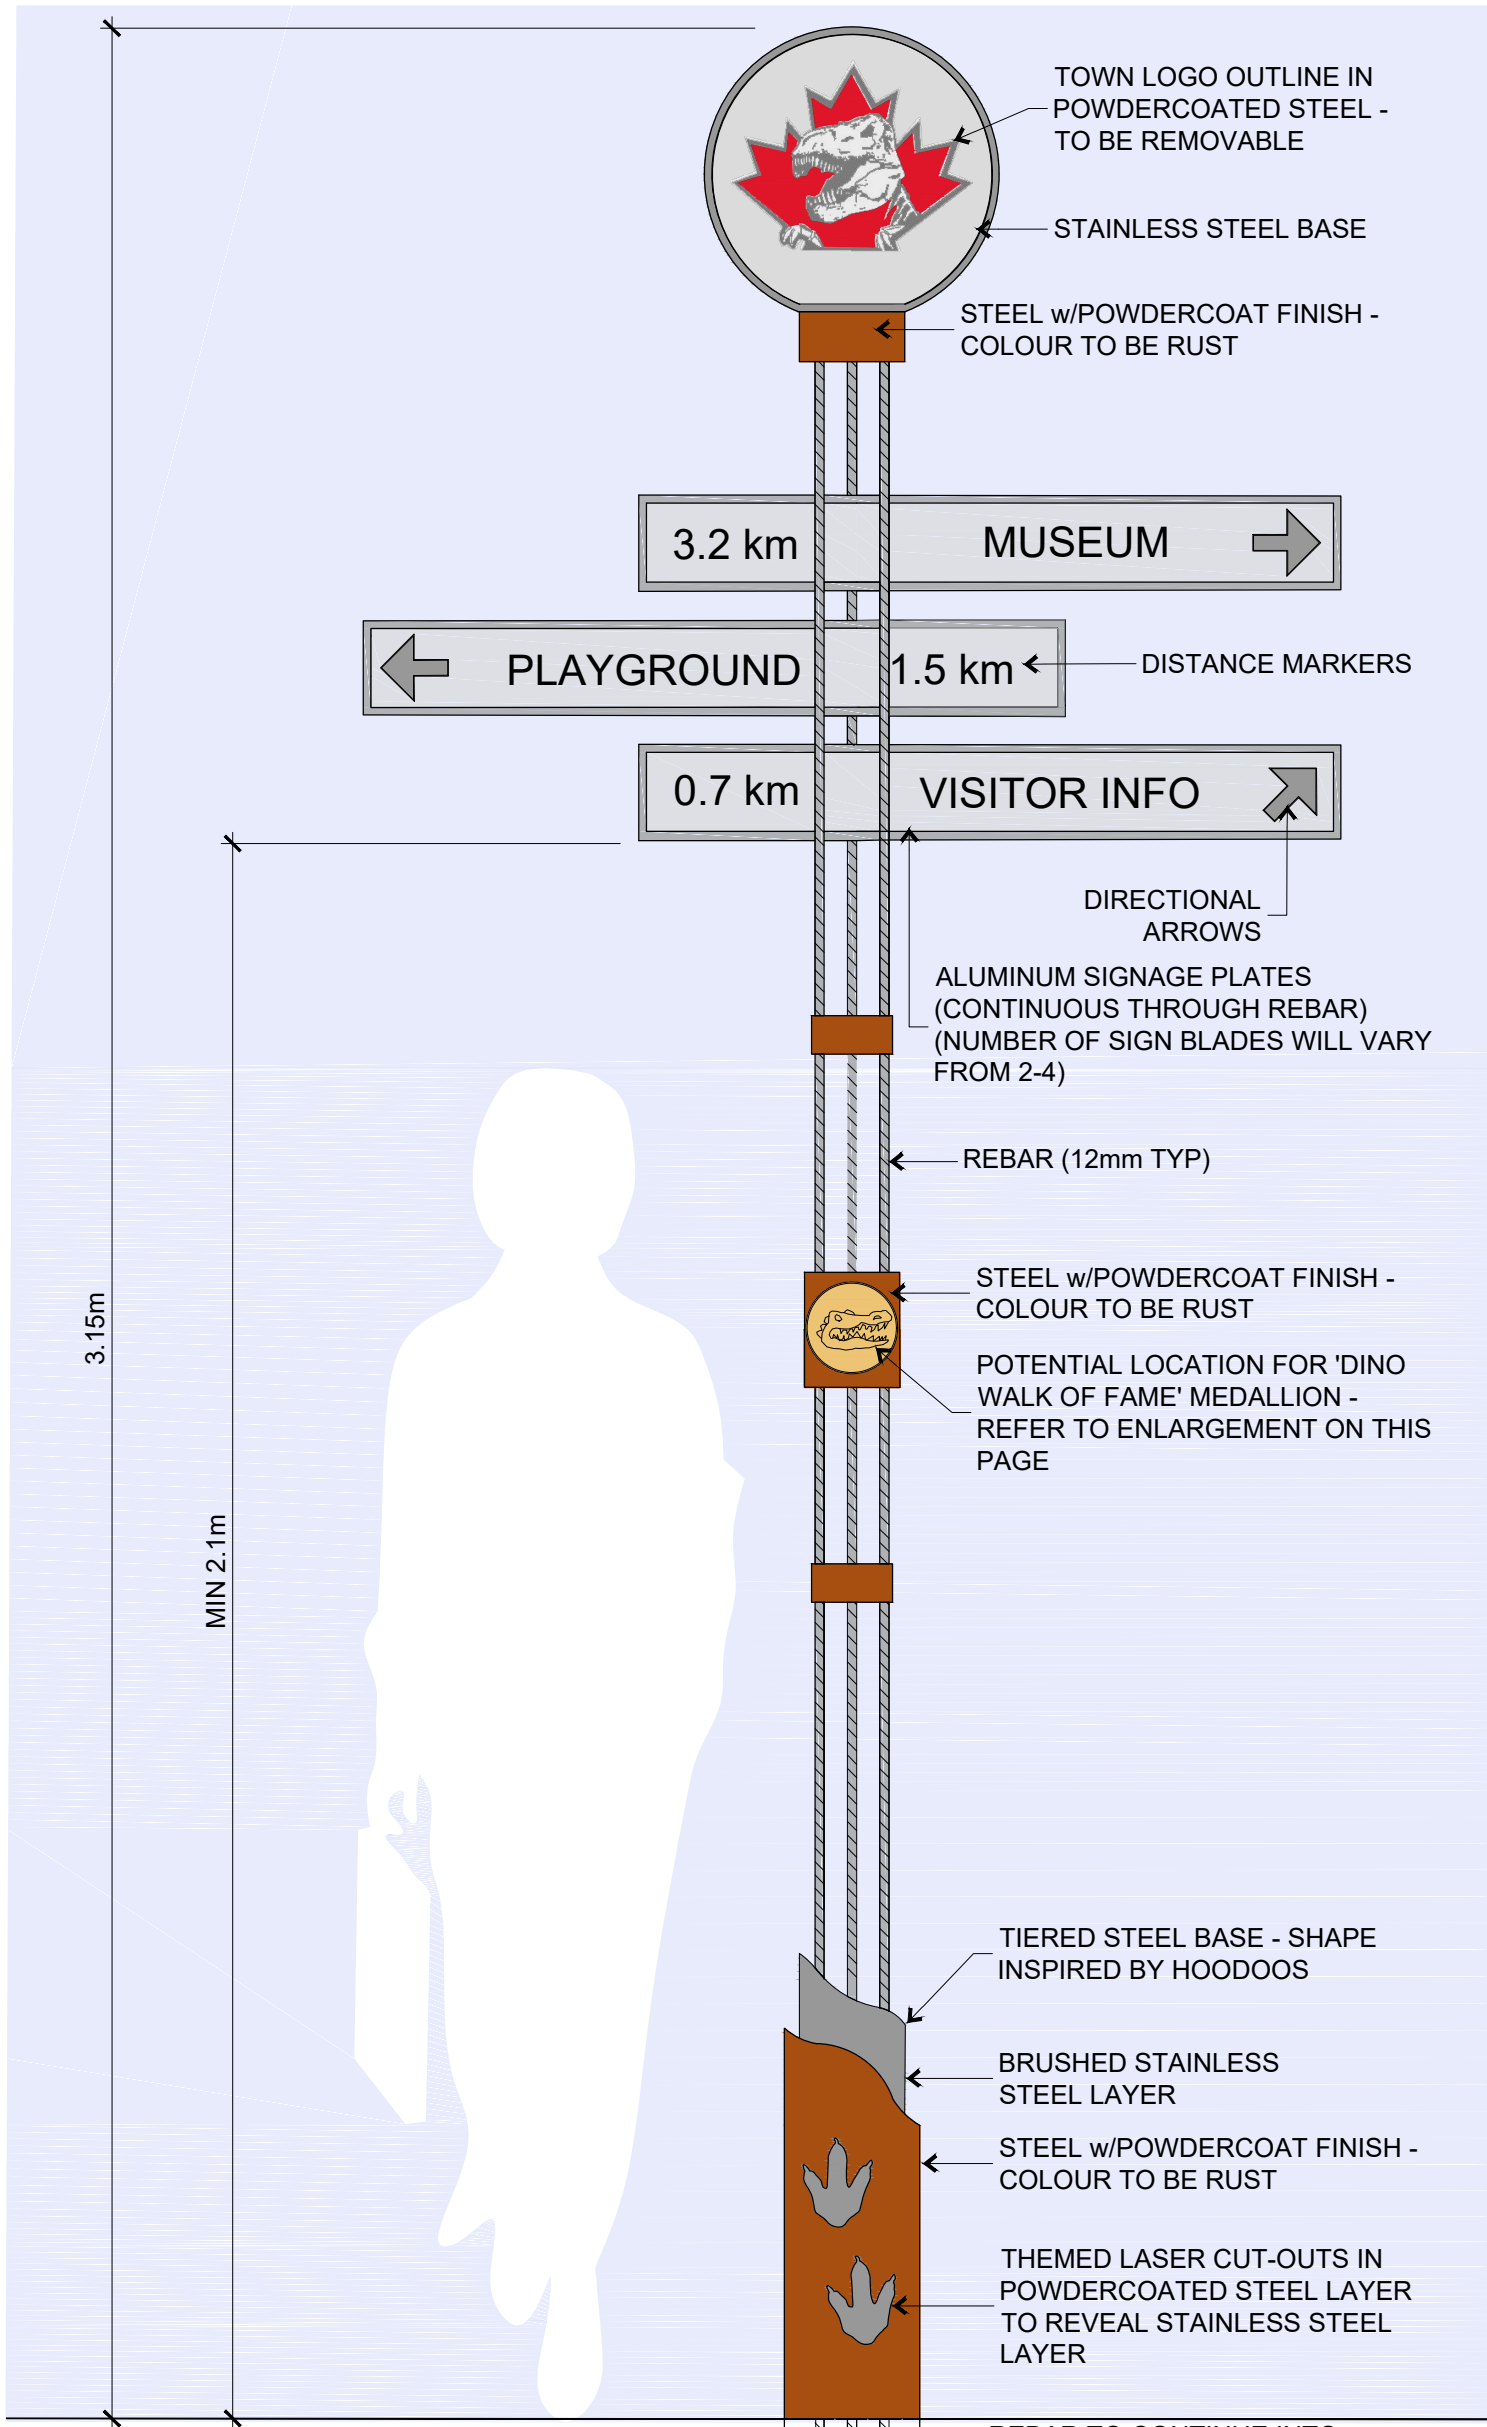 TOWN LOGO OUTLINE IN
POWDERCOATED STEEL -
TO BE REMOVABLE
STAINLESS STEEL BASE
STEEL w/POWDERCOAT FINISH -
COLOUR TO BE RUST
3.2 km MUSEUM
PLAYGROUND 1.5 km
DISTANCE MARKERS
0.7 km VISITOR INFO
DIRECTIONAL
ARROWS
ALUMINUM SIGNAGE PLATES
(CONTINUOUS THROUGH REBAR)
(NUMBER OF SIGN BLADES WILL VARY
FROM 2-4)
REBAR (12mm TYP)
STEEL w/POWDERCOAT FINISH -
COLOUR TO BE RUST
3.15m
POTENTIAL LOCATION FOR 'DINO
WALK OF FAME' MEDALLION -
REFER TO ENLARGEMENT ON THIS
PAGE
MIN 2.1m
TIERED STEEL BASE - SHAPE
INSPIRED BY HOODOOS
BRUSHED STAINLESS
STEEL LAYER
STEEL w/POWDERCOAT FINISH -
COLOUR TO BE RUST
THEMED LASER CUT-OUTS IN
POWDERCOATED STEEL LAYER
TO REVEAL STAINLESS STEEL
LAYER
REBAR TO CONTINUE INTO